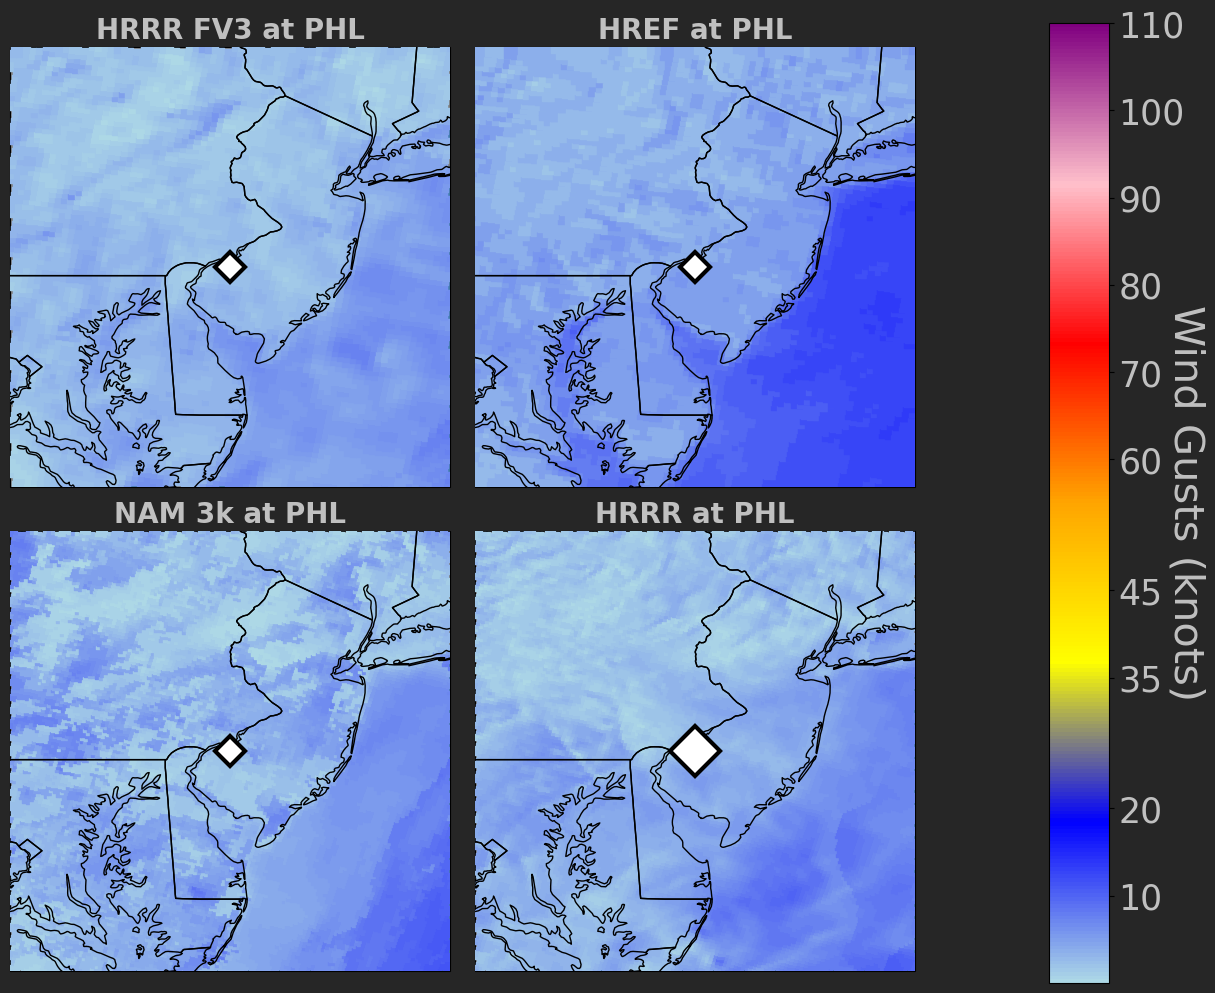 HRRR FV3 at PHL
HREF at PHL
NAM 3k at PHL
HRRR at PHL
110
100
90
80
70
60
45
35
20
10
Wind Gusts (knots)